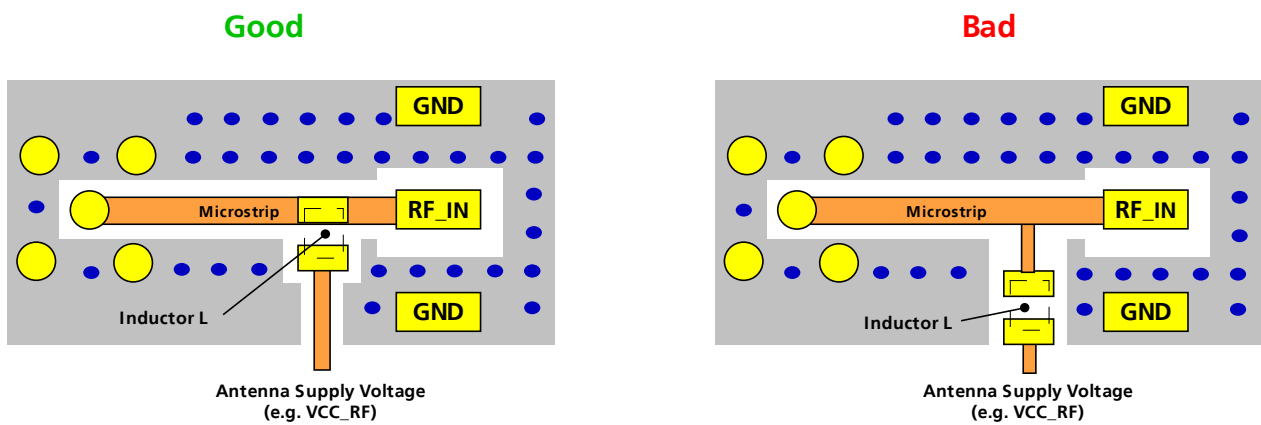 Good
GND
Microstrip
RF_IN
Inductor L
GND
Antenna Supply Voltage
(e.g. VCC_RF)
Bad
GND
Microstrip
RF_IN
Inductor L
GND
Antenna Supply Voltage
(e.g. VCC_RF)